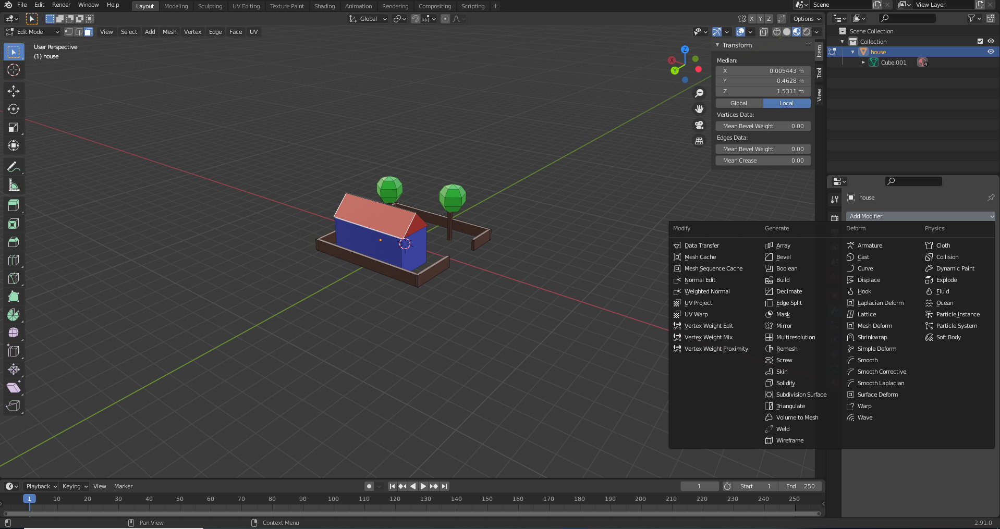 File Edit Render Window Help Layout Modeling Sculpting UV Editing Texture Paint Shading Animation Rendering Compositing Scripting + Scene View Layer
Global X Y Z Options
Edit Mode View Select Add Mesh Vertex Edge Face UV
User Perspective
(1) house
Z
X
Y
Transform
Median:
X 0.005443 m
Y 0.4628 m
Z 1.5311 m
Global Local
Vertices Data:
Mean Bevel Weight 0.00
Edges Data:
Mean Bevel Weight 0.00
Mean Crease 0.00
Item
Tool
View
Scene Collection
Collection
house
Cube.001 4
house
Add Modifier
Modify
Data Transfer
Mesh Cache
Mesh Sequence Cache
Normal Edit
Weighted Normal
UV Project
UV Warp
Vertex Weight Edit
Vertex Weight Mix
Vertex Weight Proximity
Generate
Array
Bevel
Boolean
Build
Decimate
Edge Split
Mask
Mirror
Multiresolution
Remesh
Screw
Skin
Solidify
Subdivision Surface
Triangulate
Volume to Mesh
Weld
Wireframe
Deform
Armature
Cast
Curve
Displace
Hook
Laplacian Deform
Lattice
Mesh Deform
Shrinkwrap
Simple Deform
Smooth
Smooth Corrective
Smooth Laplacian
Surface Deform
Warp
Wave
Physics
Cloth
Collision
Dynamic Paint
Explode
Fluid
Ocean
Particle Instance
Particle System
Soft Body
Playback Keying View Marker 1 Start 1 End 250
1 10 20 30 40 50 60 70 80 90 100 110 120 130 140 150 160 170 180 190 200 210 220 230 240 250
Pan View Context Menu 2.91.0